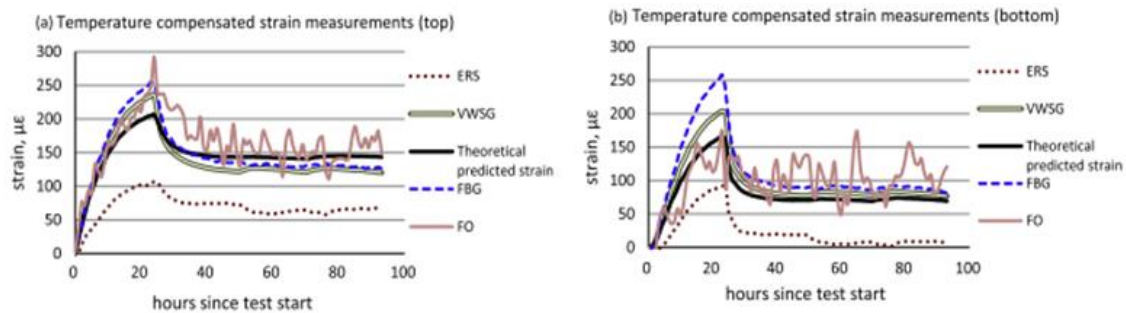 (a) Temperature compensated strain measurements (top)
300
250
200
150
100
50
0
strain, με
0 20 40 60 80 100
hours since test start
ERS
VWSG
Theoretical
predicted strain
FBG
FO
(b) Temperature compensated strain measurements (bottom)
300
250
200
150
100
50
0
strain, με
0 20 40 60 80 100
hours since test start
ERS
VWSG
Theoretical
predicted strain
FBG
FO